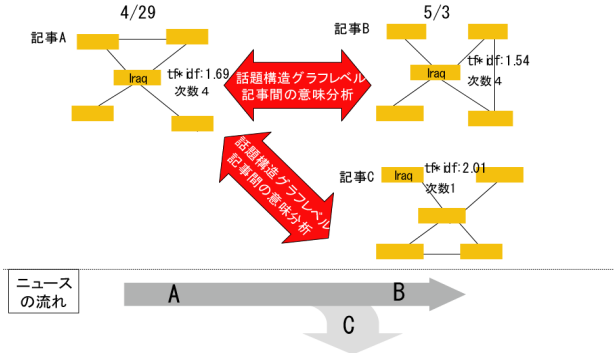 4/29
5/3
記事A
記事B
Iraq
tf*idf:1.69
次数4
話題構造グラフレベル
記事間の意味分析
Iraq
tf*idf:1.54
次数4
話題構造グラフレベル
記事間の意味分析
記事C
Iraq
tf*idf:2.01
次数1
ニュース
の流れ
A
B
C